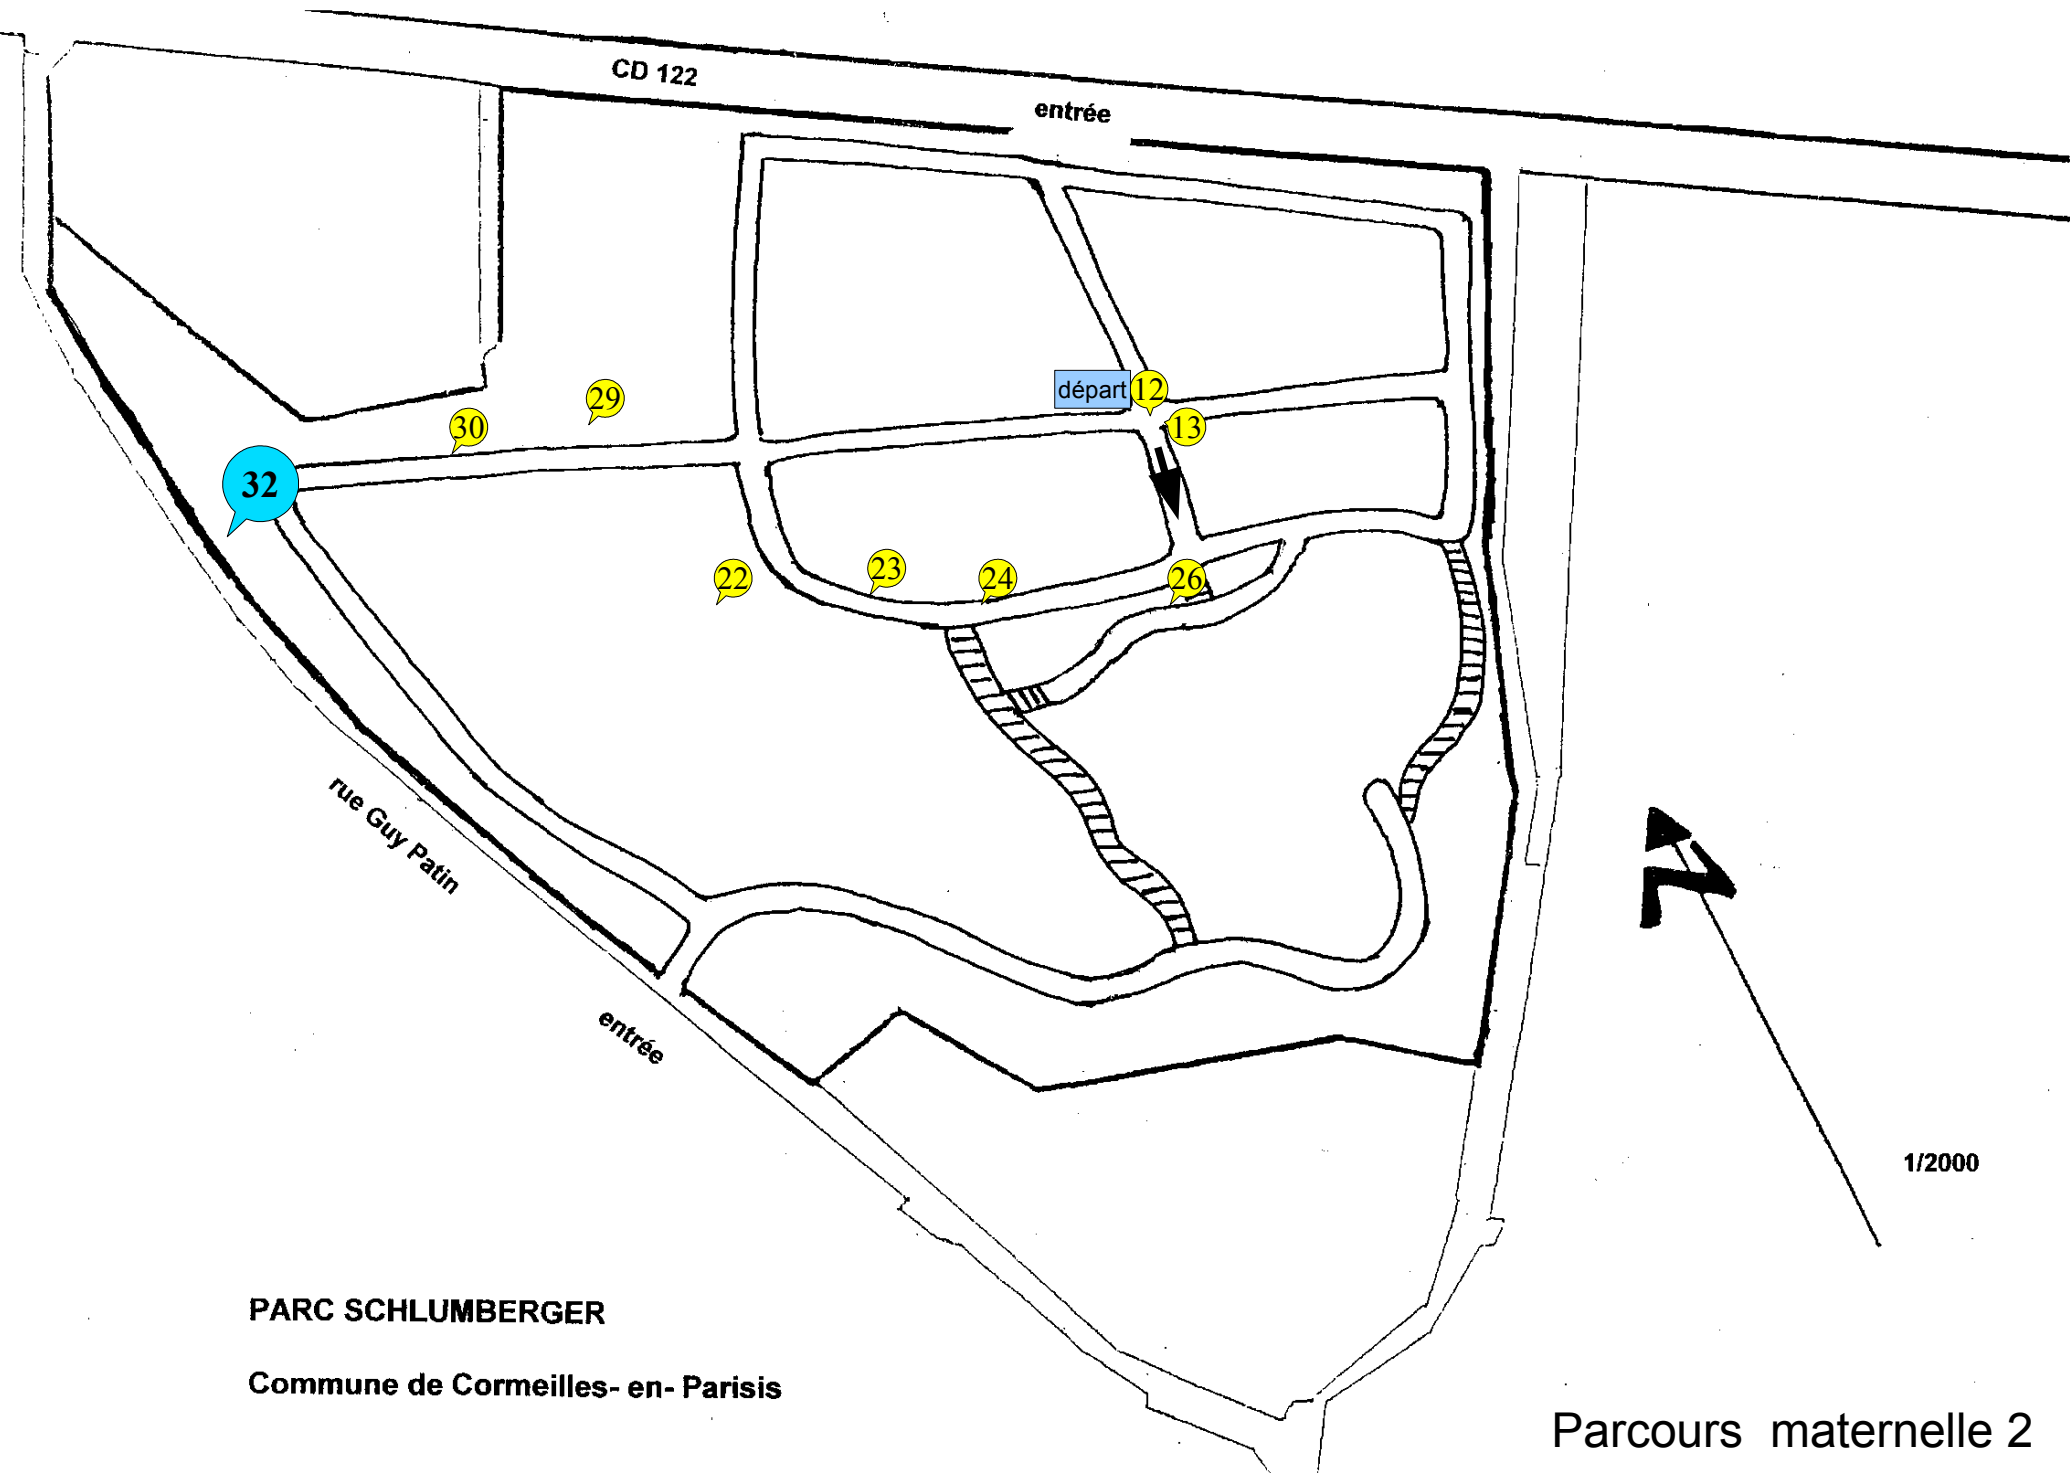 CD 122
entrée
départ
12
29
30
13
32
22
23
24
26
rue Guy Patin
entrée
N
1/2000
PARC SCHLUMBERGER
Commune de Cormeilles- en- Parisis
Parcours maternelle 2